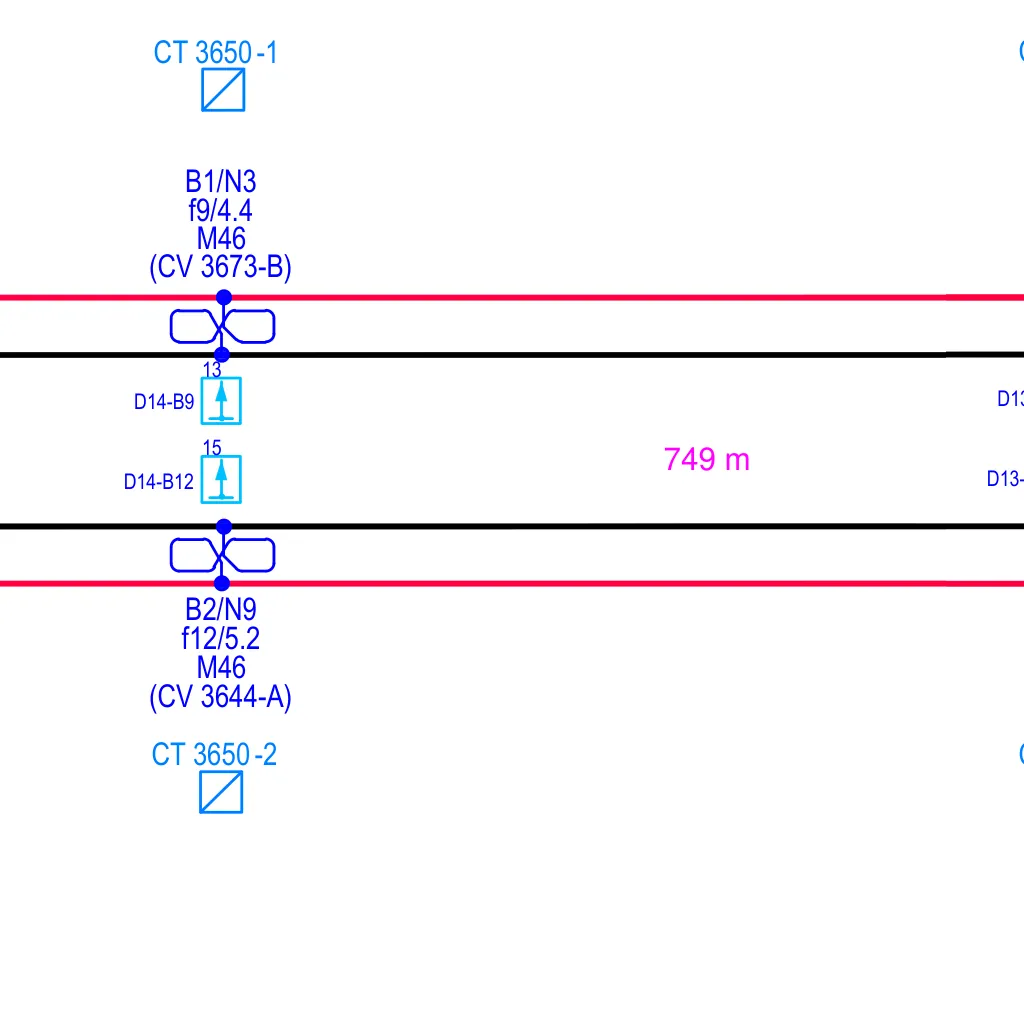 CT 3650-1
B1/N3
f9/4.4
M46
(CV 3673-B)
13
D14-B9
15
D14-B12
749 m
B2/N9
f12/5.2
M46
(CV 3644-A)
CT 3650-2